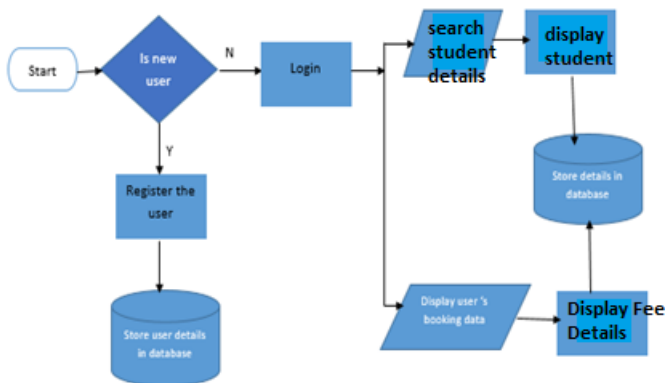 Start
Is new
user
N
Login
search
student
details
display
student
Y
Register the
user
Store details in
database
Store user details
in database
Display user 's
booking data
Display Fee
Details